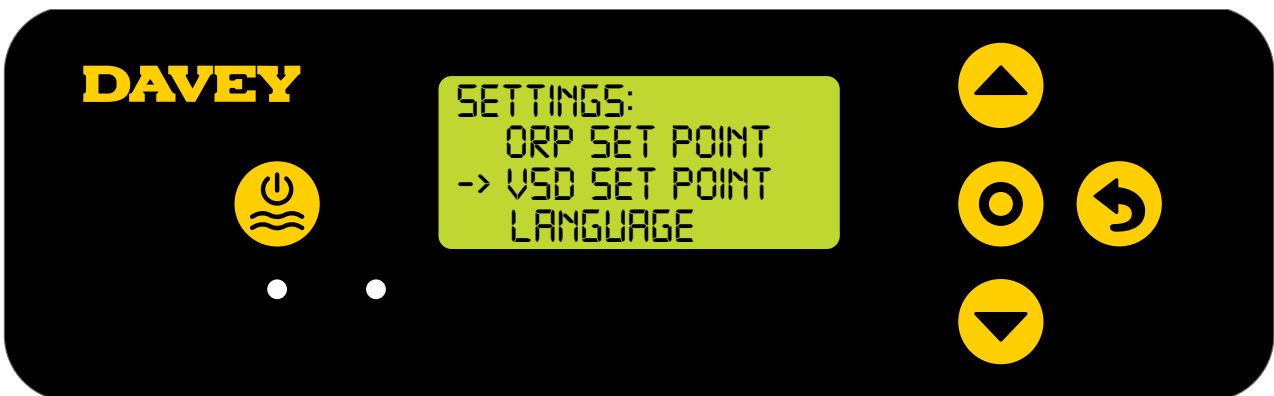 DAVEY
SETTINGS:
ORP SET POINT
-> VSD SET POINT
LANGUAGE